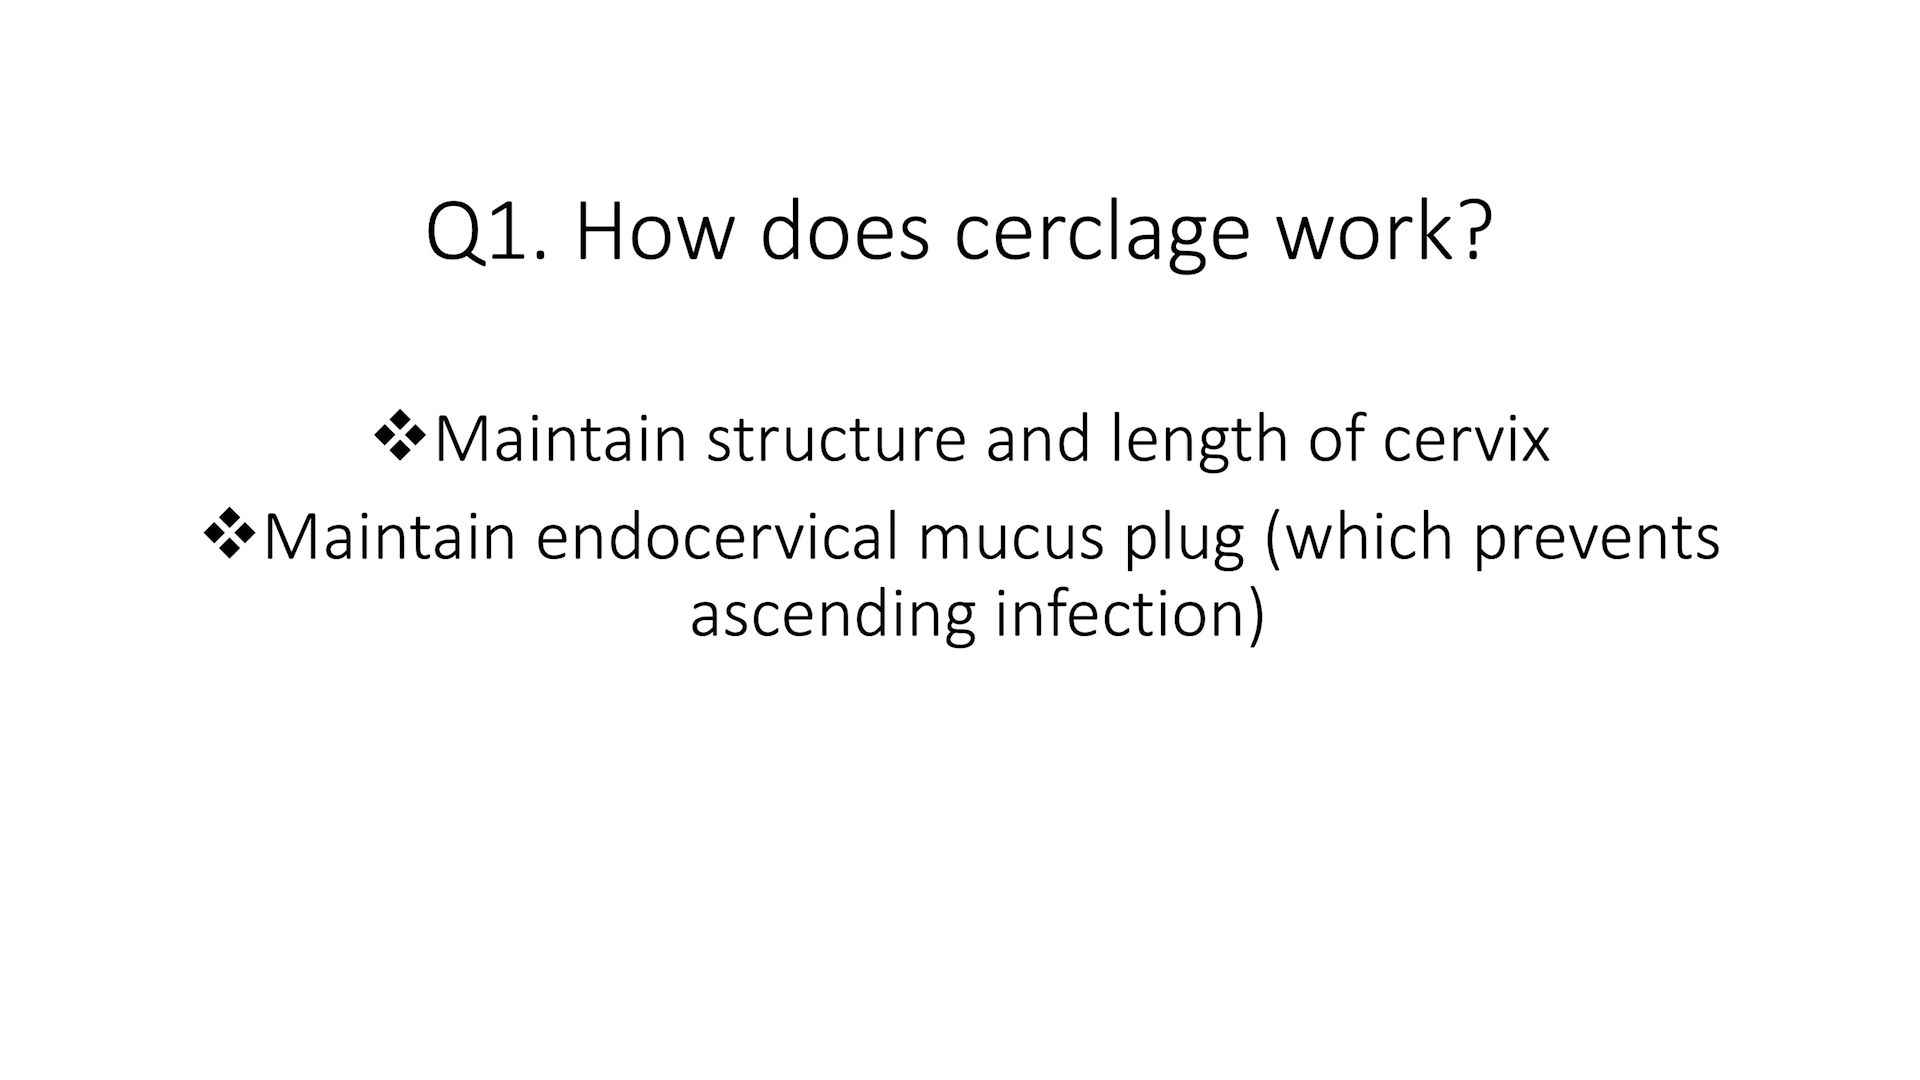 Q1. How does cerclage work?
❖Maintain structure and length of cervix
❖Maintain endocervical mucus plug (which prevents
ascending infection)